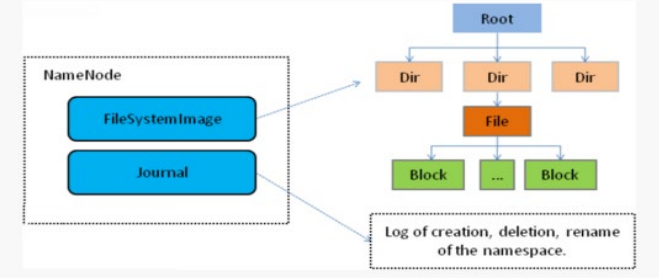 Root
NameNode
Dir
Dir
Dir
FileSystemImage
File
Journal
Block
...
Block
Log of creation, deletion, rename
of the namespace.